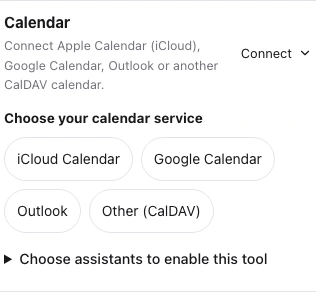 Calendar
Connect Apple Calendar (iCloud),
Google Calendar, Outlook or another
CalDAV calendar.
Connect
Choose your calendar service
iCloud Calendar
Google Calendar
Outlook
Other (CalDAV)
Choose assistants to enable this tool